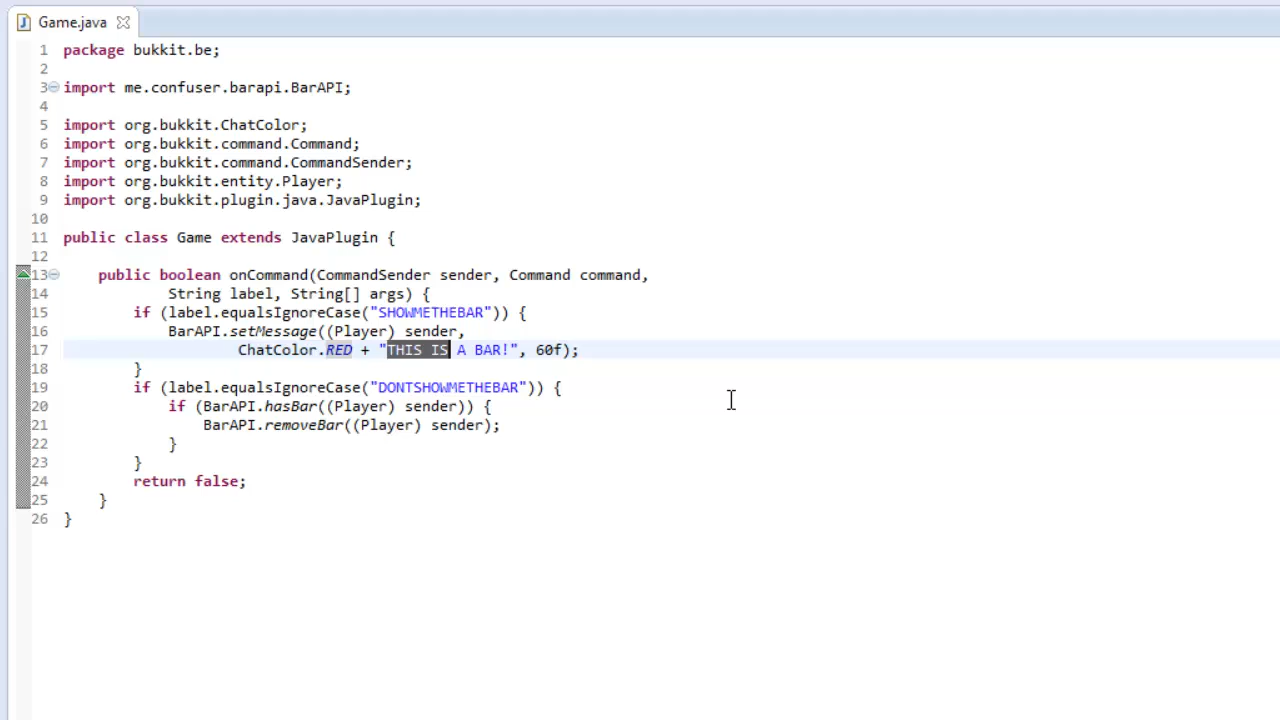 Game.java
1 package bukkit.be;
2
3 import me.confuser.barapi.BarAPI;
4
5 import org.bukkit.ChatColor;
6 import org.bukkit.command.Command;
7 import org.bukkit.command.CommandSender;
8 import org.bukkit.entity.Player;
9 import org.bukkit.plugin.java.JavaPlugin;
10
11 public class Game extends JavaPlugin {
12
13     public boolean onCommand(CommandSender sender, Command command,
14             String label, String[] args) {
15         if (label.equalsIgnoreCase("SHOWMETHEBAR")) {
16             BarAPI.setMessage((Player) sender,
17                     ChatColor.RED + "THIS IS A BAR!", 60f);
18         }
19         if (label.equalsIgnoreCase("DONTSHOWMETHEBAR")) {
20             if (BarAPI.hasBar((Player) sender)) {
21                 BarAPI.removeBar((Player) sender);
22             }
23         }
24         return false;
25     }
26 }